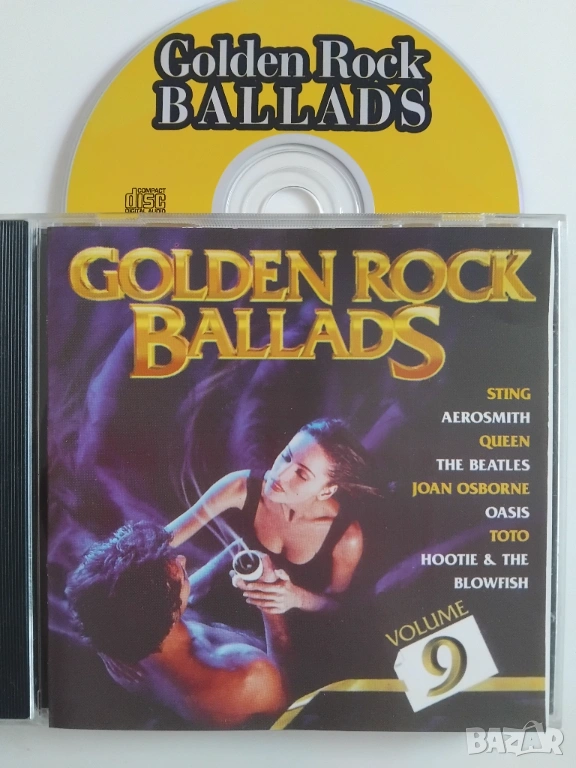 Golden Rock
BALLADS
COMPACT
disc
DIGITAL AUDIO
GOLDEN ROCK
BALLADS
STING
AEROSMITH
QUEEN
THE BEATLES
JOAN OSBORNE
OASIS
TOTO
HOOTIE & THE
BLOWFISH
VOLUME
9
BAZAR